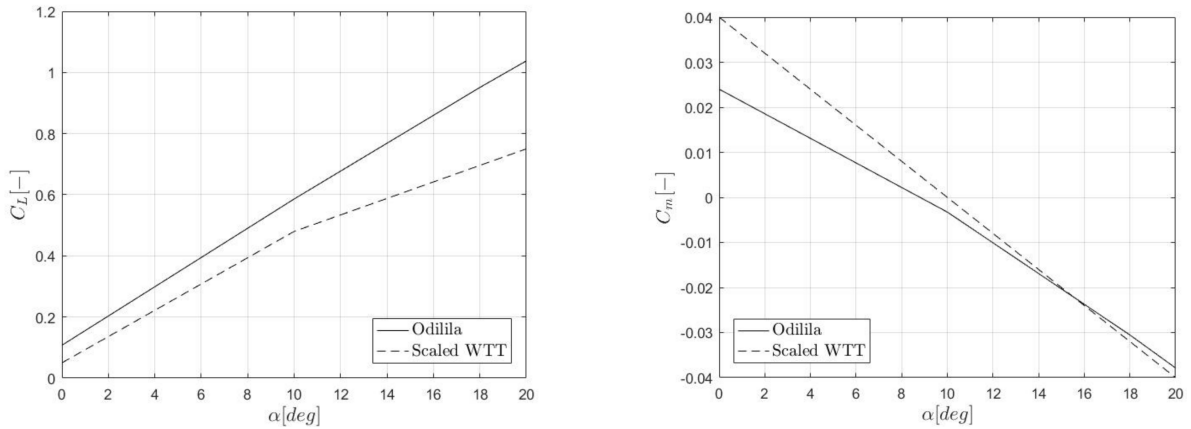 1.2
1
0.8
0.6
0.4
0.2
0
C_L[−]
0 2 4 6 8 10 12 14 16 18 20
α[deg]
Odilila
Scaled WTT
0.04
0.03
0.02
0.01
0
-0.01
-0.02
-0.03
-0.04
C_m[−]
0 2 4 6 8 10 12 14 16 18 20
α[deg]
Odilila
Scaled WTT